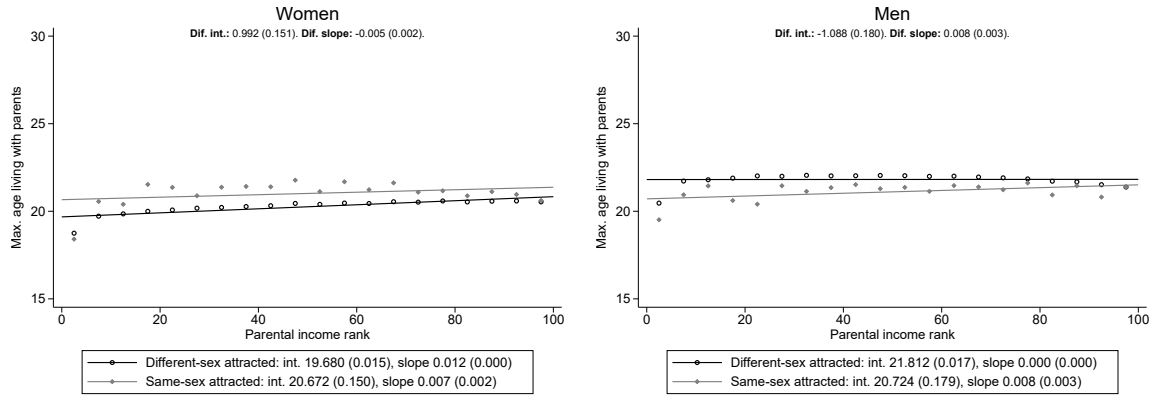 Women
Dif. int.: 0.992 (0.151). Dif. slope: -0.005 (0.002).
Max. age living with parents
30
25
20
15
0 20 40 60 80 100
Parental income rank
Different-sex attracted: int. 19.680 (0.015), slope 0.012 (0.000)
Same-sex attracted: int. 20.672 (0.150), slope 0.007 (0.002)
Men
Dif. int.: -1.088 (0.180). Dif. slope: 0.008 (0.003).
Max. age living with parents
30
25
20
15
0 20 40 60 80 100
Parental income rank
Different-sex attracted: int. 21.812 (0.017), slope 0.000 (0.000)
Same-sex attracted: int. 20.724 (0.179), slope 0.008 (0.003)